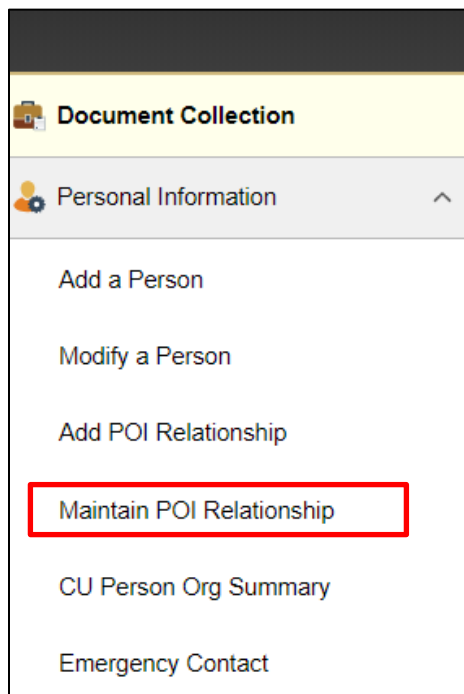 Document Collection
Personal Information
Add a Person
Modify a Person
Add POI Relationship
Maintain POI Relationship
CU Person Org Summary
Emergency Contact